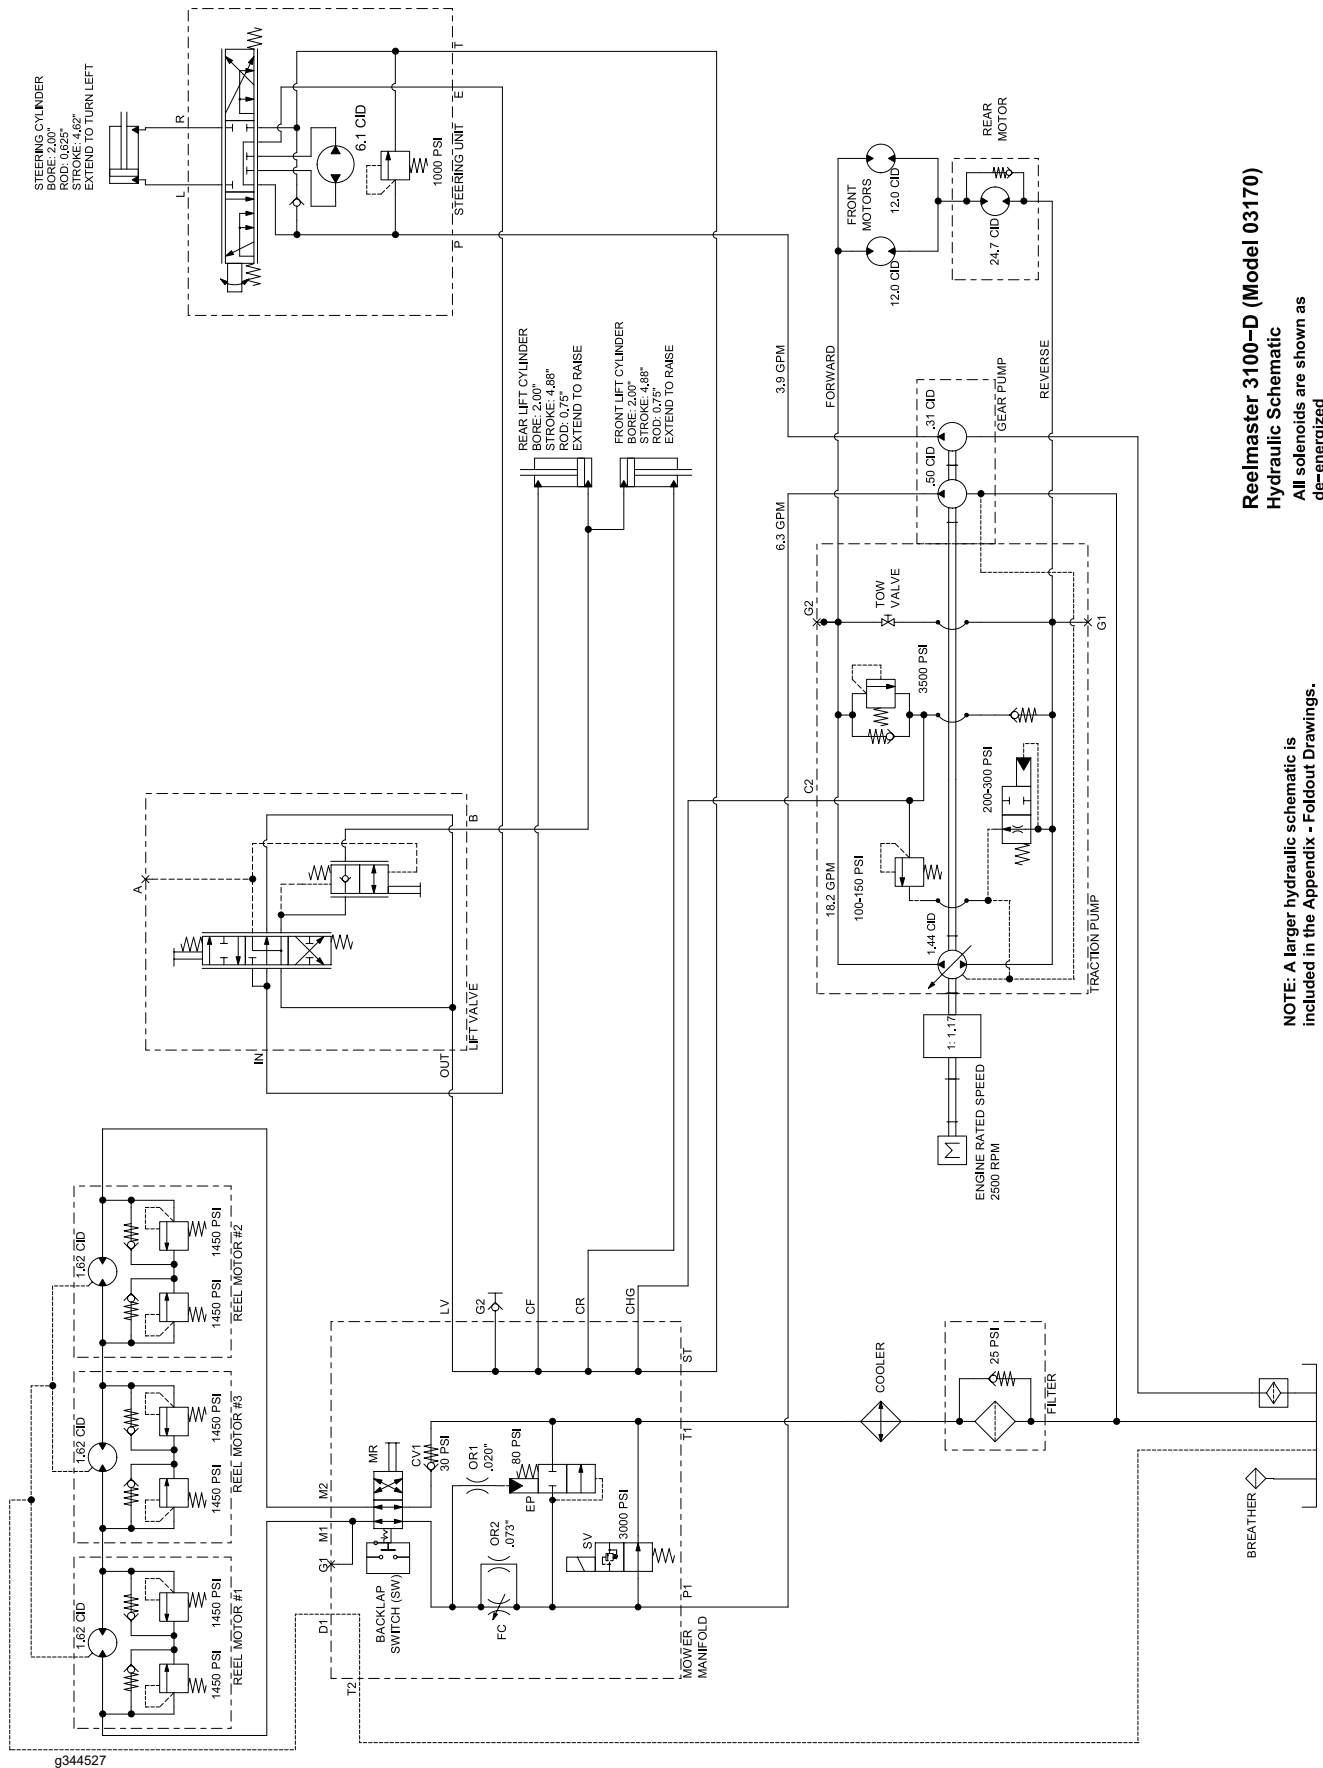 STEERING CYLINDER
BORE: 2.00"
ROD: 0.625"
STROKE: 4.62"
EXTEND TO TURN LEFT
L
R
6.1 CID
1000 PSI
STEERING UNIT
P
E
T
REAR LIFT CYLINDER
BORE: 2.00"
STROKE: 4.88"
ROD: 0.75"
EXTEND TO RAISE
FRONT LIFT CYLINDER
BORE: 2.00"
STROKE: 4.88"
ROD: 0.75"
EXTEND TO RAISE
FRONT
MOTORS
12.0 CID
12.0 CID
REAR
MOTOR
24.7 CID
3.9 GPM
6.3 GPM
FORWARD
REVERSE
.50 CID
.31 CID
GEAR PUMP
G2
TOW
VALVE
G1
3500 PSI
C2
200-300 PSI
100-150 PSI
18.2 GPM
1.44 CID
TRACTION PUMP
1: 1.17
M
ENGINE RATED SPEED
2500 RPM
A
B
IN
OUT
LIFT VALVE
1.62 CID
1450 PSI
1450 PSI
REEL MOTOR #2
1.62 CID
1450 PSI
1450 PSI
REEL MOTOR #3
1.62 CID
1450 PSI
1450 PSI
REEL MOTOR #1
LV
G2
CF
CR
CHG
ST
M2
M1
G1
D1
T2
MR
CV1
30 PSI
BACKLAP
SWITCH (SW)
OR1
.020"
OR2
.073"
EP
80 PSI
FC
SV
3000 PSI
T1
P1
MOWER
MANIFOLD
COOLER
25 PSI
FILTER
BREATHER
Reelmaster 3100-D (Model 03170)
Hydraulic Schematic
All solenoids are shown as
de-energized
NOTE: A larger hydraulic schematic is
included in the Appendix - Foldout Drawings.
g344527